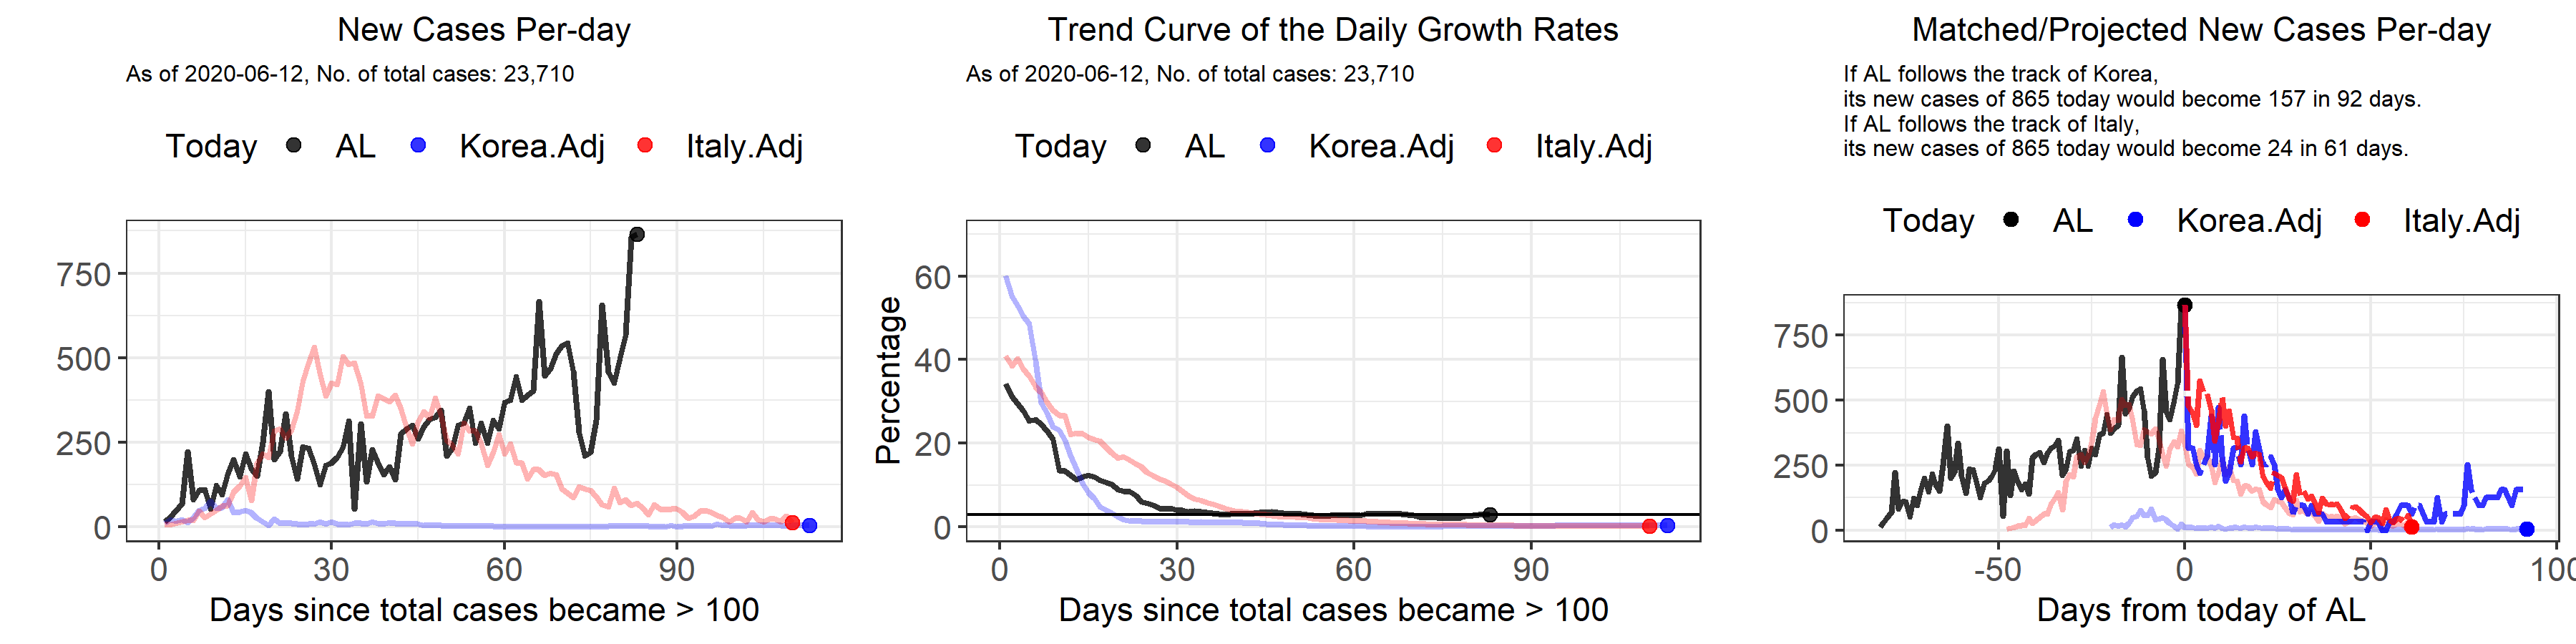 New Cases Per-day
As of 2020-06-12, No. of total cases: 23,710
Today AL Korea.Adj Italy.Adj
750
500
250
0
0 30 60 90
Days since total cases became > 100
Trend Curve of the Daily Growth Rates
As of 2020-06-12, No. of total cases: 23,710
Today AL Korea.Adj Italy.Adj
Percentage
60
40
20
0
0 30 60 90
Days since total cases became > 100
Matched/Projected New Cases Per-day
If AL follows the track of Korea,
its new cases of 865 today would become 157 in 92 days.
If AL follows the track of Italy,
its new cases of 865 today would become 24 in 61 days.
Today AL Korea.Adj Italy.Adj
750
500
250
0
-50 0 50 100
Days from today of AL